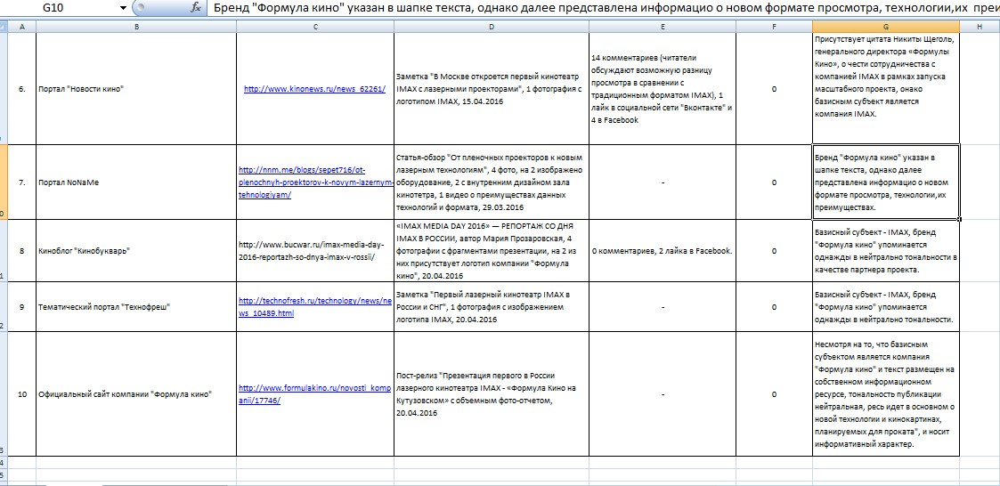 G10
fx
Бренд "Формула кино" указан в шапке текста, однако далее представлена информацио о новом формате просмотра, технологии,их преи
A B C D E F G H
6.
Портал "Новости кино"
http://www.kinonews.ru/news_62261/
Заметка "В Москве откроется первый кинотеатр
IMAX с лазерными проекторами", 1 фотография с
логотипом IMAX, 15.04.2016
14 комментариев (читатели
обсуждают возможную разницу
просмотра в сравнении с
традиционным форматом IMAX), 1
лайк в социальной сети "Вконтакте" и
4 в Facebook
0
Присутствует цитата Никиты Щеголь,
генерального директора «Формулы
Кино», о чести сотрудничества с
компанией IMAX в рамках запуска
масштабного проекта, онако
базисным субъект является
компания IMAX.
7.
Портал NoNaMe
http://nnm.me/blogs/sepet716/ot-
plenochnyh-proektorov-k-novym-lazernym-
tehnologiyam/
Статья-обзор "От пленочных проекторов к новым
лазерным технологиям", 4 фото, на 2 изображено
оборудование, 2 с внутренним дизайном зала
кинотетра, 1 видео о преимуществах данных
технологий и формата, 29.03.2016
-
0
Бренд "Формула кино" указан в
шапке текста, однако далее
представлена информацио о новом
формате просмотра, технологии,их
преимуществах.
8
Киноблог "Кинобукварь"
http://www.bucwar.ru/imax-media-day-
2016-reportazh-so-dnya-imax-v-rossii/
«IMAX MEDIA DAY 2016» — РЕПОРТАЖ СО ДНЯ
IMAX В РОССИИ, автор Мария Прозаровская, 4
фотографии с фрагментами презентации, на 2 из
них присутствует логотип компании "Формула
кино", 20.04.2016
0 комментариев, 2 лайка в Facebook.
0
Базисный субъект - IMAX, бренд
"Формула кино" упоминается
однажды в нейтрально тональности в
качестве партнера проекта.
9
Тематический портал "Технофреш"
http://technofresh.ru/technology/news/ne
ws_10489.html
Заметка "Первый лазерный кинотеатр IMAX в
России и СНГ", 1 фотография с изображением
логотипа IMAX, 20.04.2016
-
0
Базисный субъект - IMAX, бренд
"Формула кино" упоминается
однажды в нейтрально тональности.
10
Официальный сайт компании "Формула кино"
http://www.formulakino.ru/novosti_komp
anii/17746/
Пост-релиз "Презентация первого в России
лазерного кинотеатра IMAX - «Формула Кино на
Кутузовском» с объемным фото-отчетом,
20.04.2016
-
0
Несмотря на то, что базисным
субъектом является компания
"Формула кино" и текст размещен на
собственном информационном
ресурсе, тональность публикации
нейтральная, ресь идет в основном о
новой технологии и кинокартинах,
планируемых для проката", и носит
информативный характер.